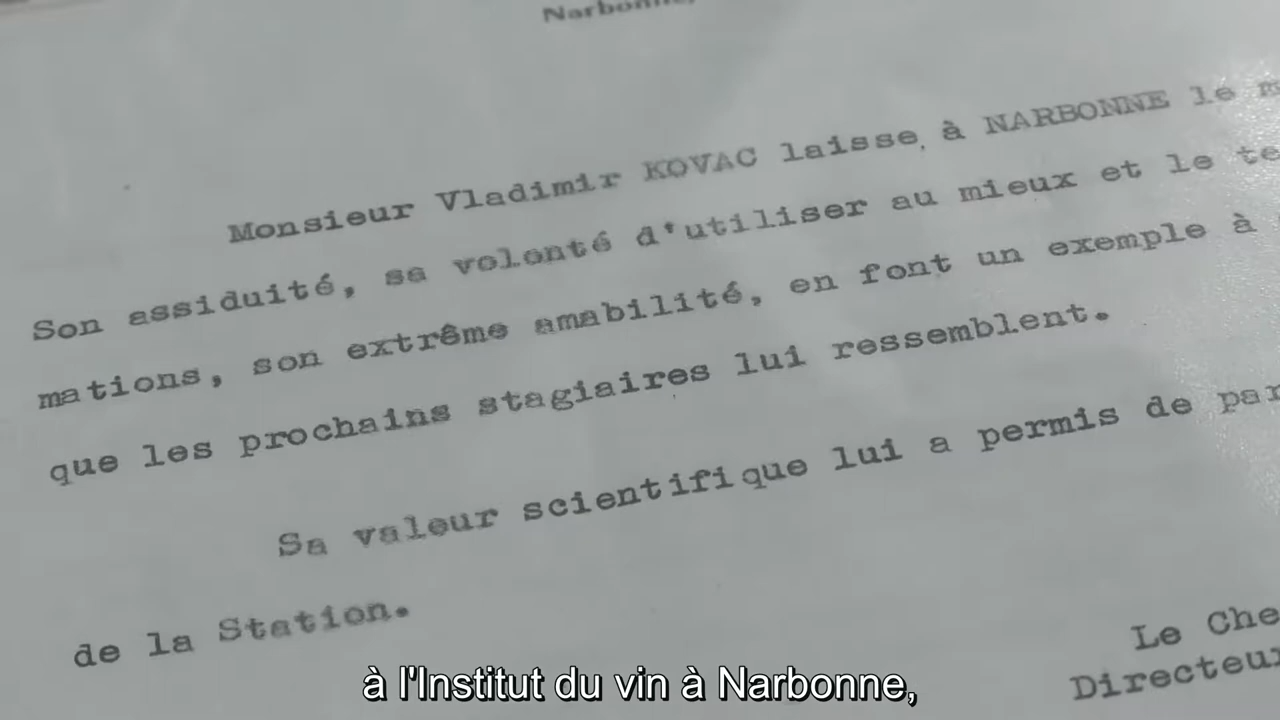 Narbonne,
Monsieur Vladimir KOVAC laisse à NARBONNE le
Son assiduité, sa volonté d'utiliser au mieux et le
mations, son extrême amabilité, en font un exemple à
que les prochains stagiaires lui ressemblent.
Sa valeur scientifique lui a permis de
de la Station.
Le
Directeur
à l'Institut du vin à Narbonne,